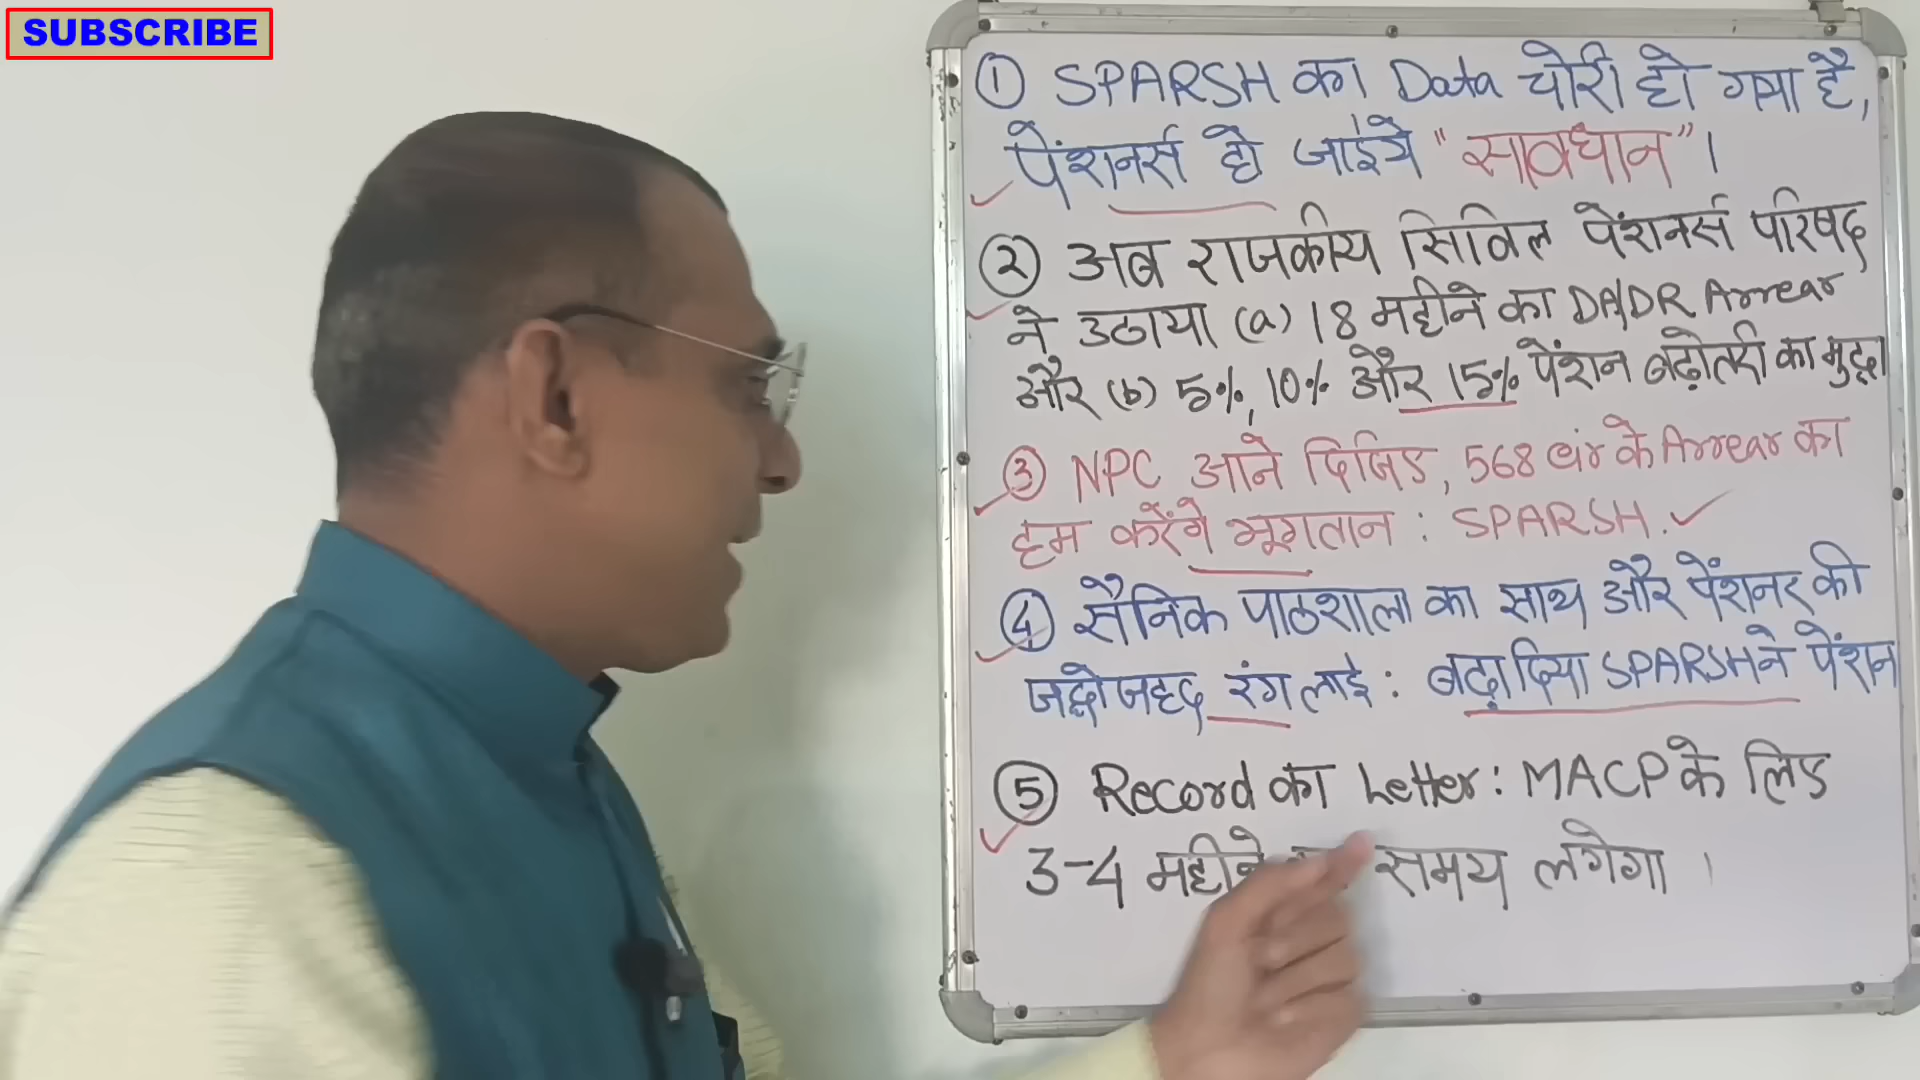 SUBSCRIBE
① SPARSH का Data चोरी हो गया है,
पेंशनर्स हो जाइये "सावधान"।
② अब राजकीय सिविल पेंशनर्स परिषद
ने उठाया (a) 18 महीने का DA/DR Arrear
और (b) 5%, 10% और 15% पेंशन बढ़ोतरी का मुद्दा
③ NPC आने दिजिए, 568 cir के Arrear का
हम करेंगे भूगतान : SPARSH.
④ सैनिक पाठशाला का साथ और पेंशनर की
जद्दोजहद रंग लाई : बढ़ा दिया SPARSH ने पेंशन
⑤ Record का Letter : MACP के लिए
3-4 महीने समय लगेगा ।